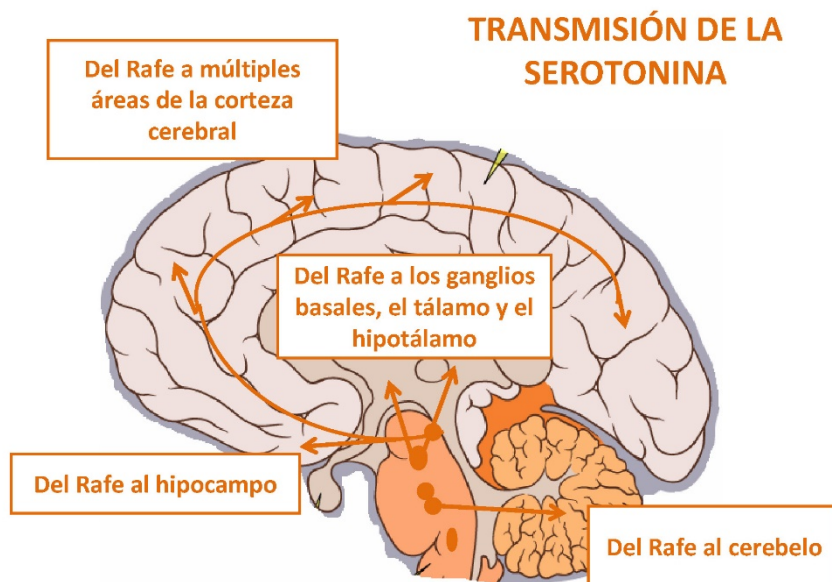 TRANSMISIÓN DE LA
SEROTONINA
Del Rafe a múltiples
áreas de la corteza
cerebral
Del Rafe a los ganglios
basales, el tálamo y el
hipotálamo
Del Rafe al hipocampo
Del Rafe al cerebelo